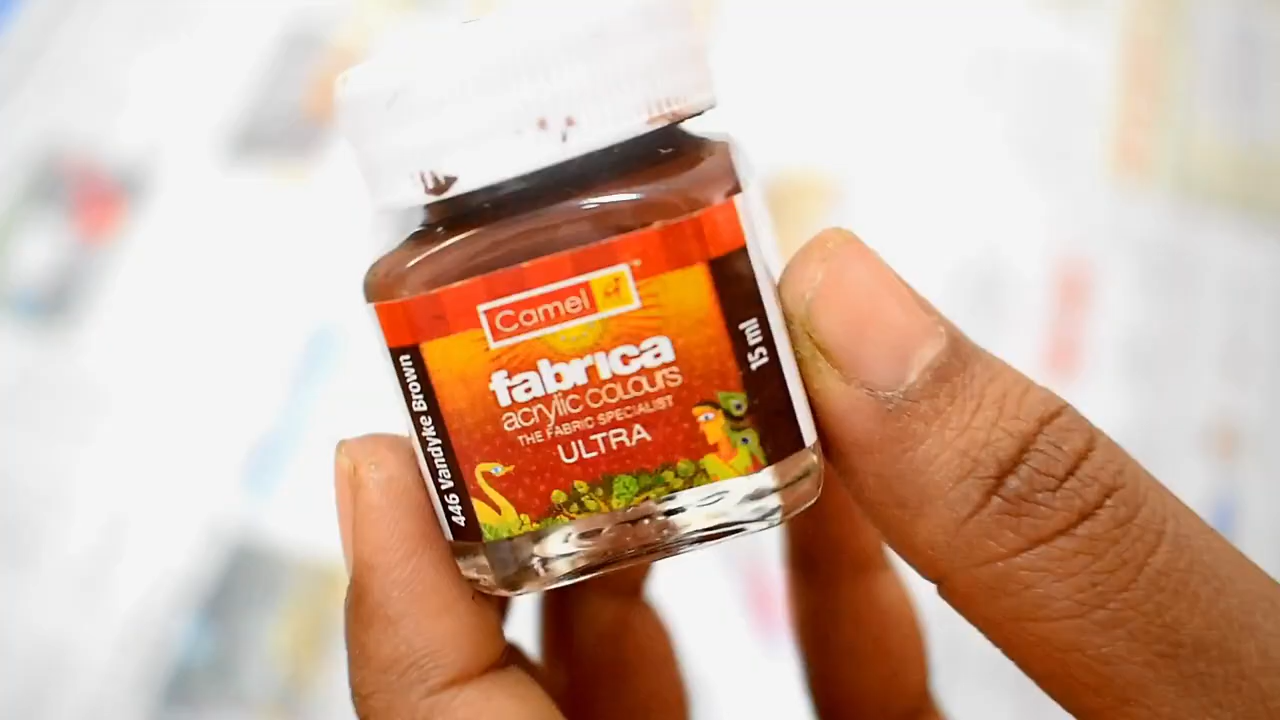 Camel
fabrica
acrylic colours
THE FABRIC SPECIALIST
ULTRA
446 Vandyke Brown
15 ml